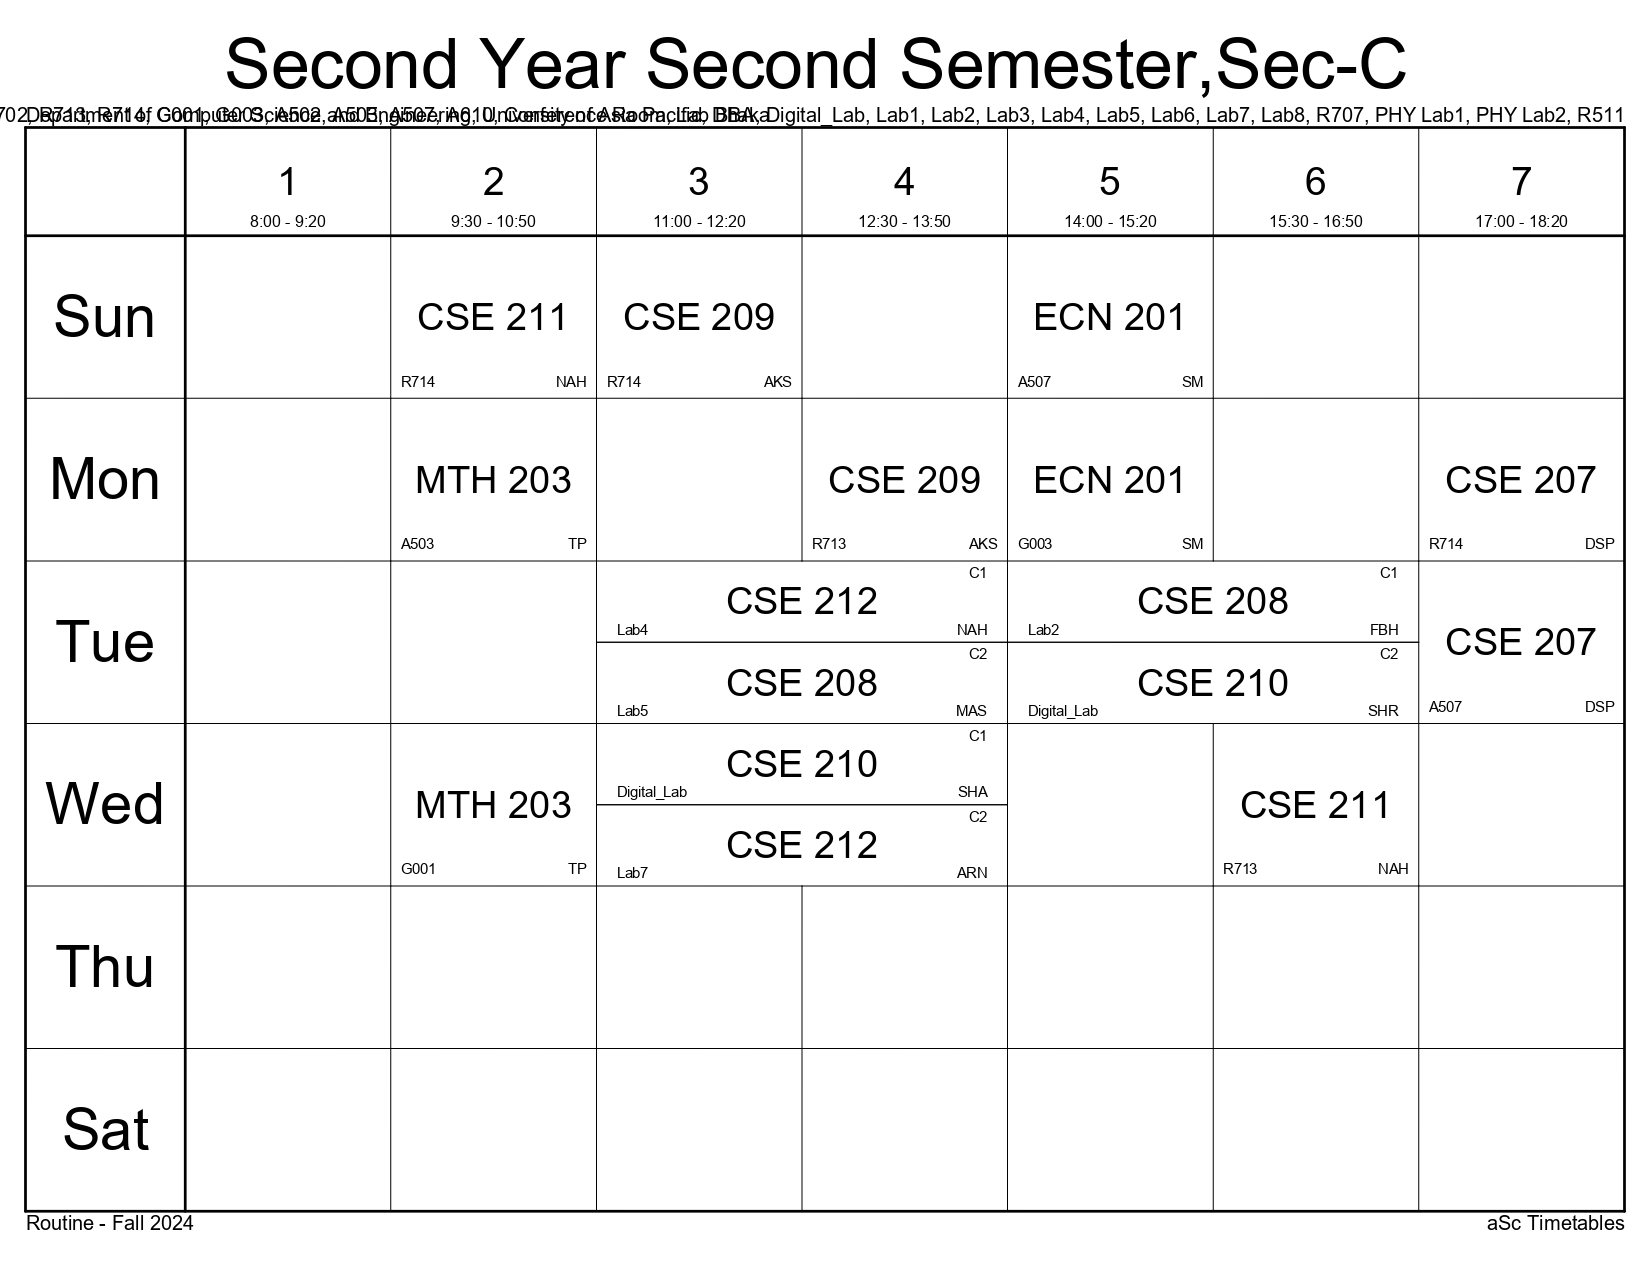 Second Year Second Semester,Sec-C
Digital_Lab, Lab1, Lab2, Lab3, Lab4, Lab5, Lab6, Lab7, Lab8, R707, PHY Lab1, PHY Lab2, R511
1 2 3 4 5 6 7
8:00 - 9:20 9:30 - 10:50 11:00 - 12:20 12:30 - 13:50 14:00 - 15:20 15:30 - 16:50 17:00 - 18:20
Sun CSE 211 CSE 209 ECN 201
R714 NAH R714 AKS A507 SM
Mon MTH 203 CSE 209 ECN 201 CSE 207
A503 TP R713 AKS G003 SM R714 DSP
C1 C1
CSE 212 CSE 208
Lab4 NAH Lab2 FBH
Tue CSE 207
C2 C2
CSE 208 CSE 210
Lab5 MAS Digital_Lab SHR A507 DSP
C1
CSE 210
Digital_Lab SHA
Wed MTH 203 CSE 211
C2
CSE 212
G001 TP Lab7 ARN R713 NAH
Thu
Sat
Routine - Fall 2024 aSc Timetables